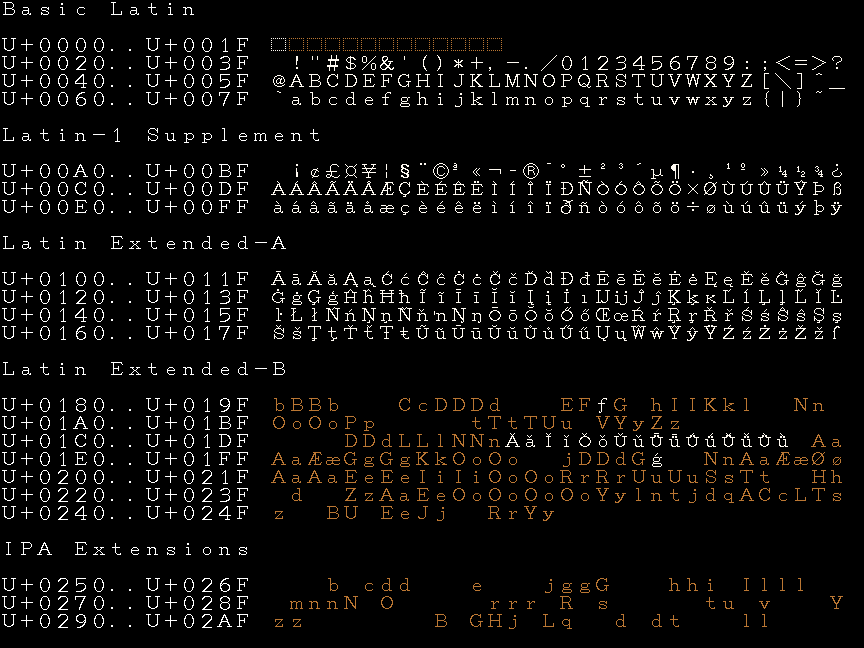 Basic Latin
U+0000..U+001F
U+0020..U+003F  !"#$%&'()*+,-./0123456789:;<=>?
U+0040..U+005F @ABCDEFGHIJKLMNOPQRSTUVWXYZ[\]^_
U+0060..U+007F `abcdefghijklmnopqrstuvwxyz{|}~
Latin-1 Supplement
U+00A0..U+00BF  ¡¢£¤¥¦§¨©ª«¬-®¯°±²³´µ¶·¸¹º»¼½¾¿
U+00C0..U+00DF ÀÁÂÃÄÅÆÇÈÉÊËÌÍÎÏÐÑÒÓÔÕÖ×ØÙÚÛÜÝÞß
U+00E0..U+00FF àáâãäåæçèéêëìíîïðñòóôõö÷øùúûüýþÿ
Latin Extended-A
U+0100..U+011F ĀāĂăĄąĆćĈĉĊċČčĎďĐđĒēĔĕĖėĘęĚěĜĝĞğ
U+0120..U+013F ĠġĢģĤĥĦħĨĩĪīĬĭĮįİıĲĳĴĵĶķĸĹĺĻļĽľĿ
U+0140..U+015F ŀŁłŃńŅņŇňŉŊŋŌōŎŏŐőŒœŔŕŖŗŘřŚśŜŝŞş
U+0160..U+017F ŠšŢţŤťŦŧŨũŪūŬŭŮůŰűŲųŴŵŶŷŸŹźŻżŽžſ
Latin Extended-B
U+0180..U+019F bBBb   CcDDDd   EFfG hIIKkl  Nn
U+01A0..U+01BF OoOoPp     tTtTUu VYyZz
U+01C0..U+01DF     DDdLLlNNnǍǎǏǐǑǒǓǔǕǖǗǘǙǚǛǜ Aa
U+01E0..U+01FF AaÆæGgGgKkOoOo  jDDdGǵ  NnAaÆæØø
U+0200..U+021F AaAaEeEeIiIiOoOoRrRrUuUuSsTt  Hh
U+0220..U+023F  d  ZzAaEeOoOoOoOoYylntjdqACcLTs
U+0240..U+024F z  BU EeJj  RrYy
IPA Extensions
U+0250..U+026F    b cdd   e   jggG   hhi Illl
U+0270..U+028F  mnnN O     rrr R s     tu v   Y
U+0290..U+02AF zz       B GHj Lq  d dt   ll